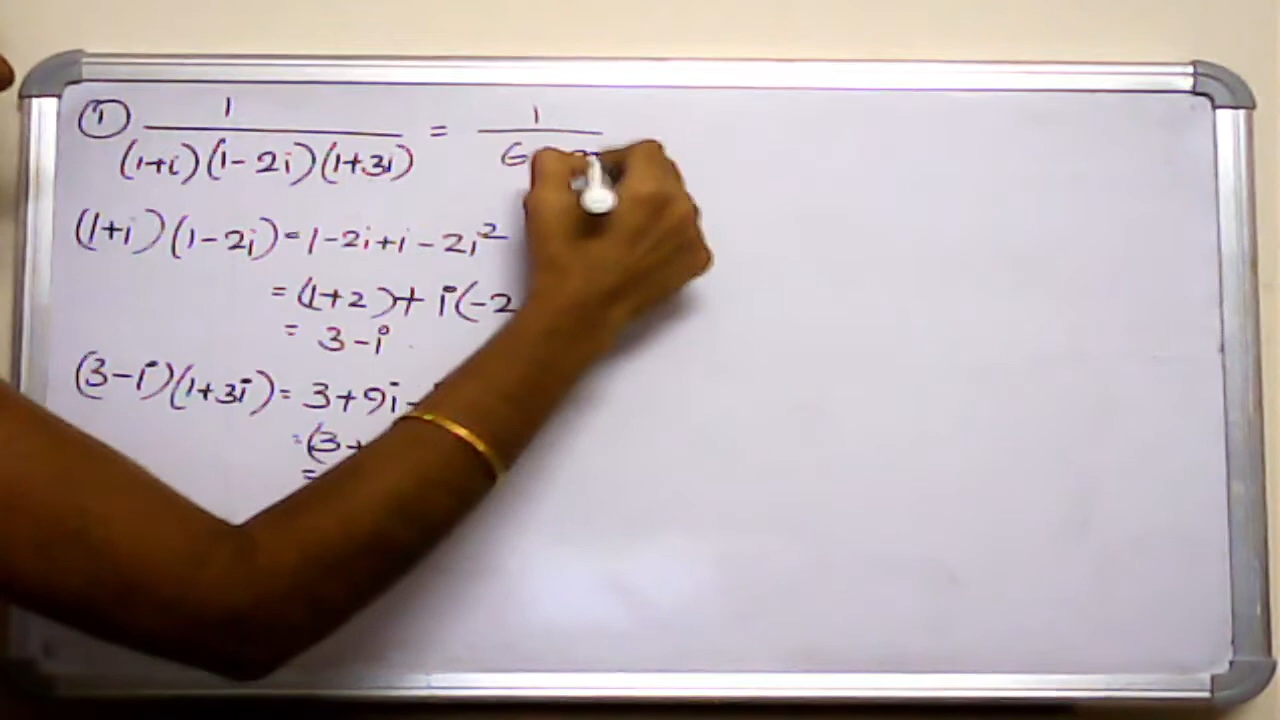 ① 1/(1+i)(1-2i)(1+3i) = 1/6
(1+i)(1-2i) = 1-2i+i-2i²
= (1+2)+i(-2
= 3-i
(3-i)(1+3i) = 3+9i-
= (3+
=